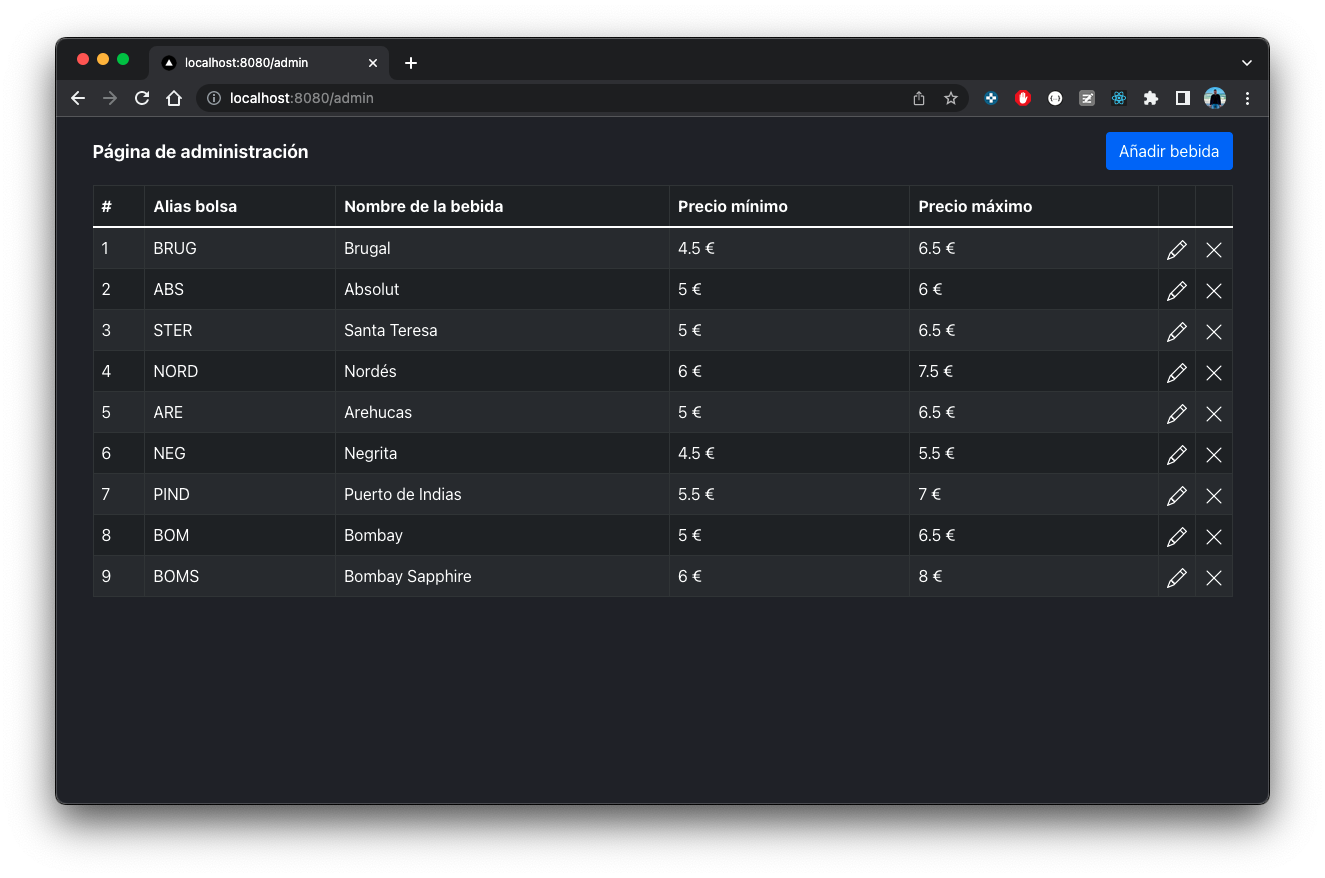 localhost:8080/admin
localhost:8080/admin
Página de administración
Añadir bebida
# Alias bolsa Nombre de la bebida Precio mínimo Precio máximo
1 BRUG Brugal 4.5 € 6.5 €
2 ABS Absolut 5 € 6 €
3 STER Santa Teresa 5 € 6.5 €
4 NORD Nordés 6 € 7.5 €
5 ARE Arehucas 5 € 6.5 €
6 NEG Negrita 4.5 € 5.5 €
7 PIND Puerto de Indias 5.5 € 7 €
8 BOM Bombay 5 € 6.5 €
9 BOMS Bombay Sapphire 6 € 8 €